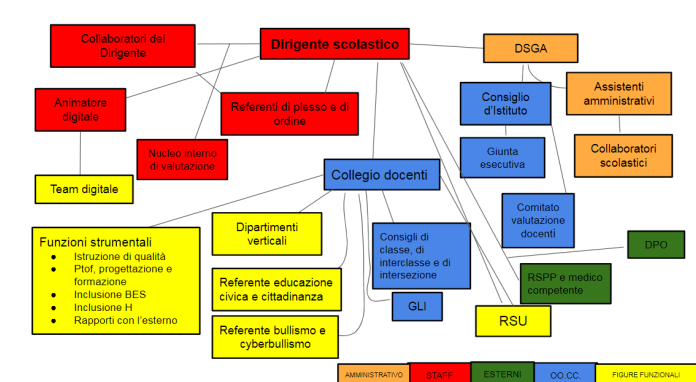 Collaboratori del
Dirigente
Dirigente scolastico
DSGA
Animatore
digitale
Referenti di plesso e di
ordine
Consiglio
d'Istituto
Assistenti
amministrativi
Nucleo interno
di valutazione
Giunta
esecutiva
Collaboratori
scolastici
Team digitale
Collegio docenti
Comitato
valutazione
docenti
Funzioni strumentali
● Istruzione di qualità
● Ptof, progettazione e
formazione
● Inclusione BES
● Inclusione H
● Rapporti con l'esterno
Dipartimenti
verticali
Consigli di
classe, di
interclasse e di
intersezione
DPO
Referente educazione
civica e cittadinanza
GLI
RSPP e medico
competente
Referente bullismo e
cyberbullismo
RSU
AMMINISTRATIVO
STAFF
ESTERNI
OO.CC.
FIGURE FUNZIONALI